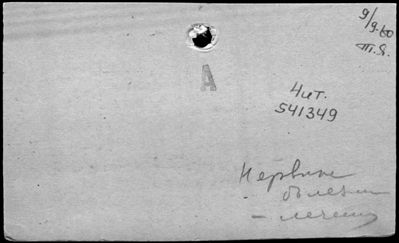 9/9.60
Т.Я.
А
Чит.
541349
Нервные
болезни
- лечение